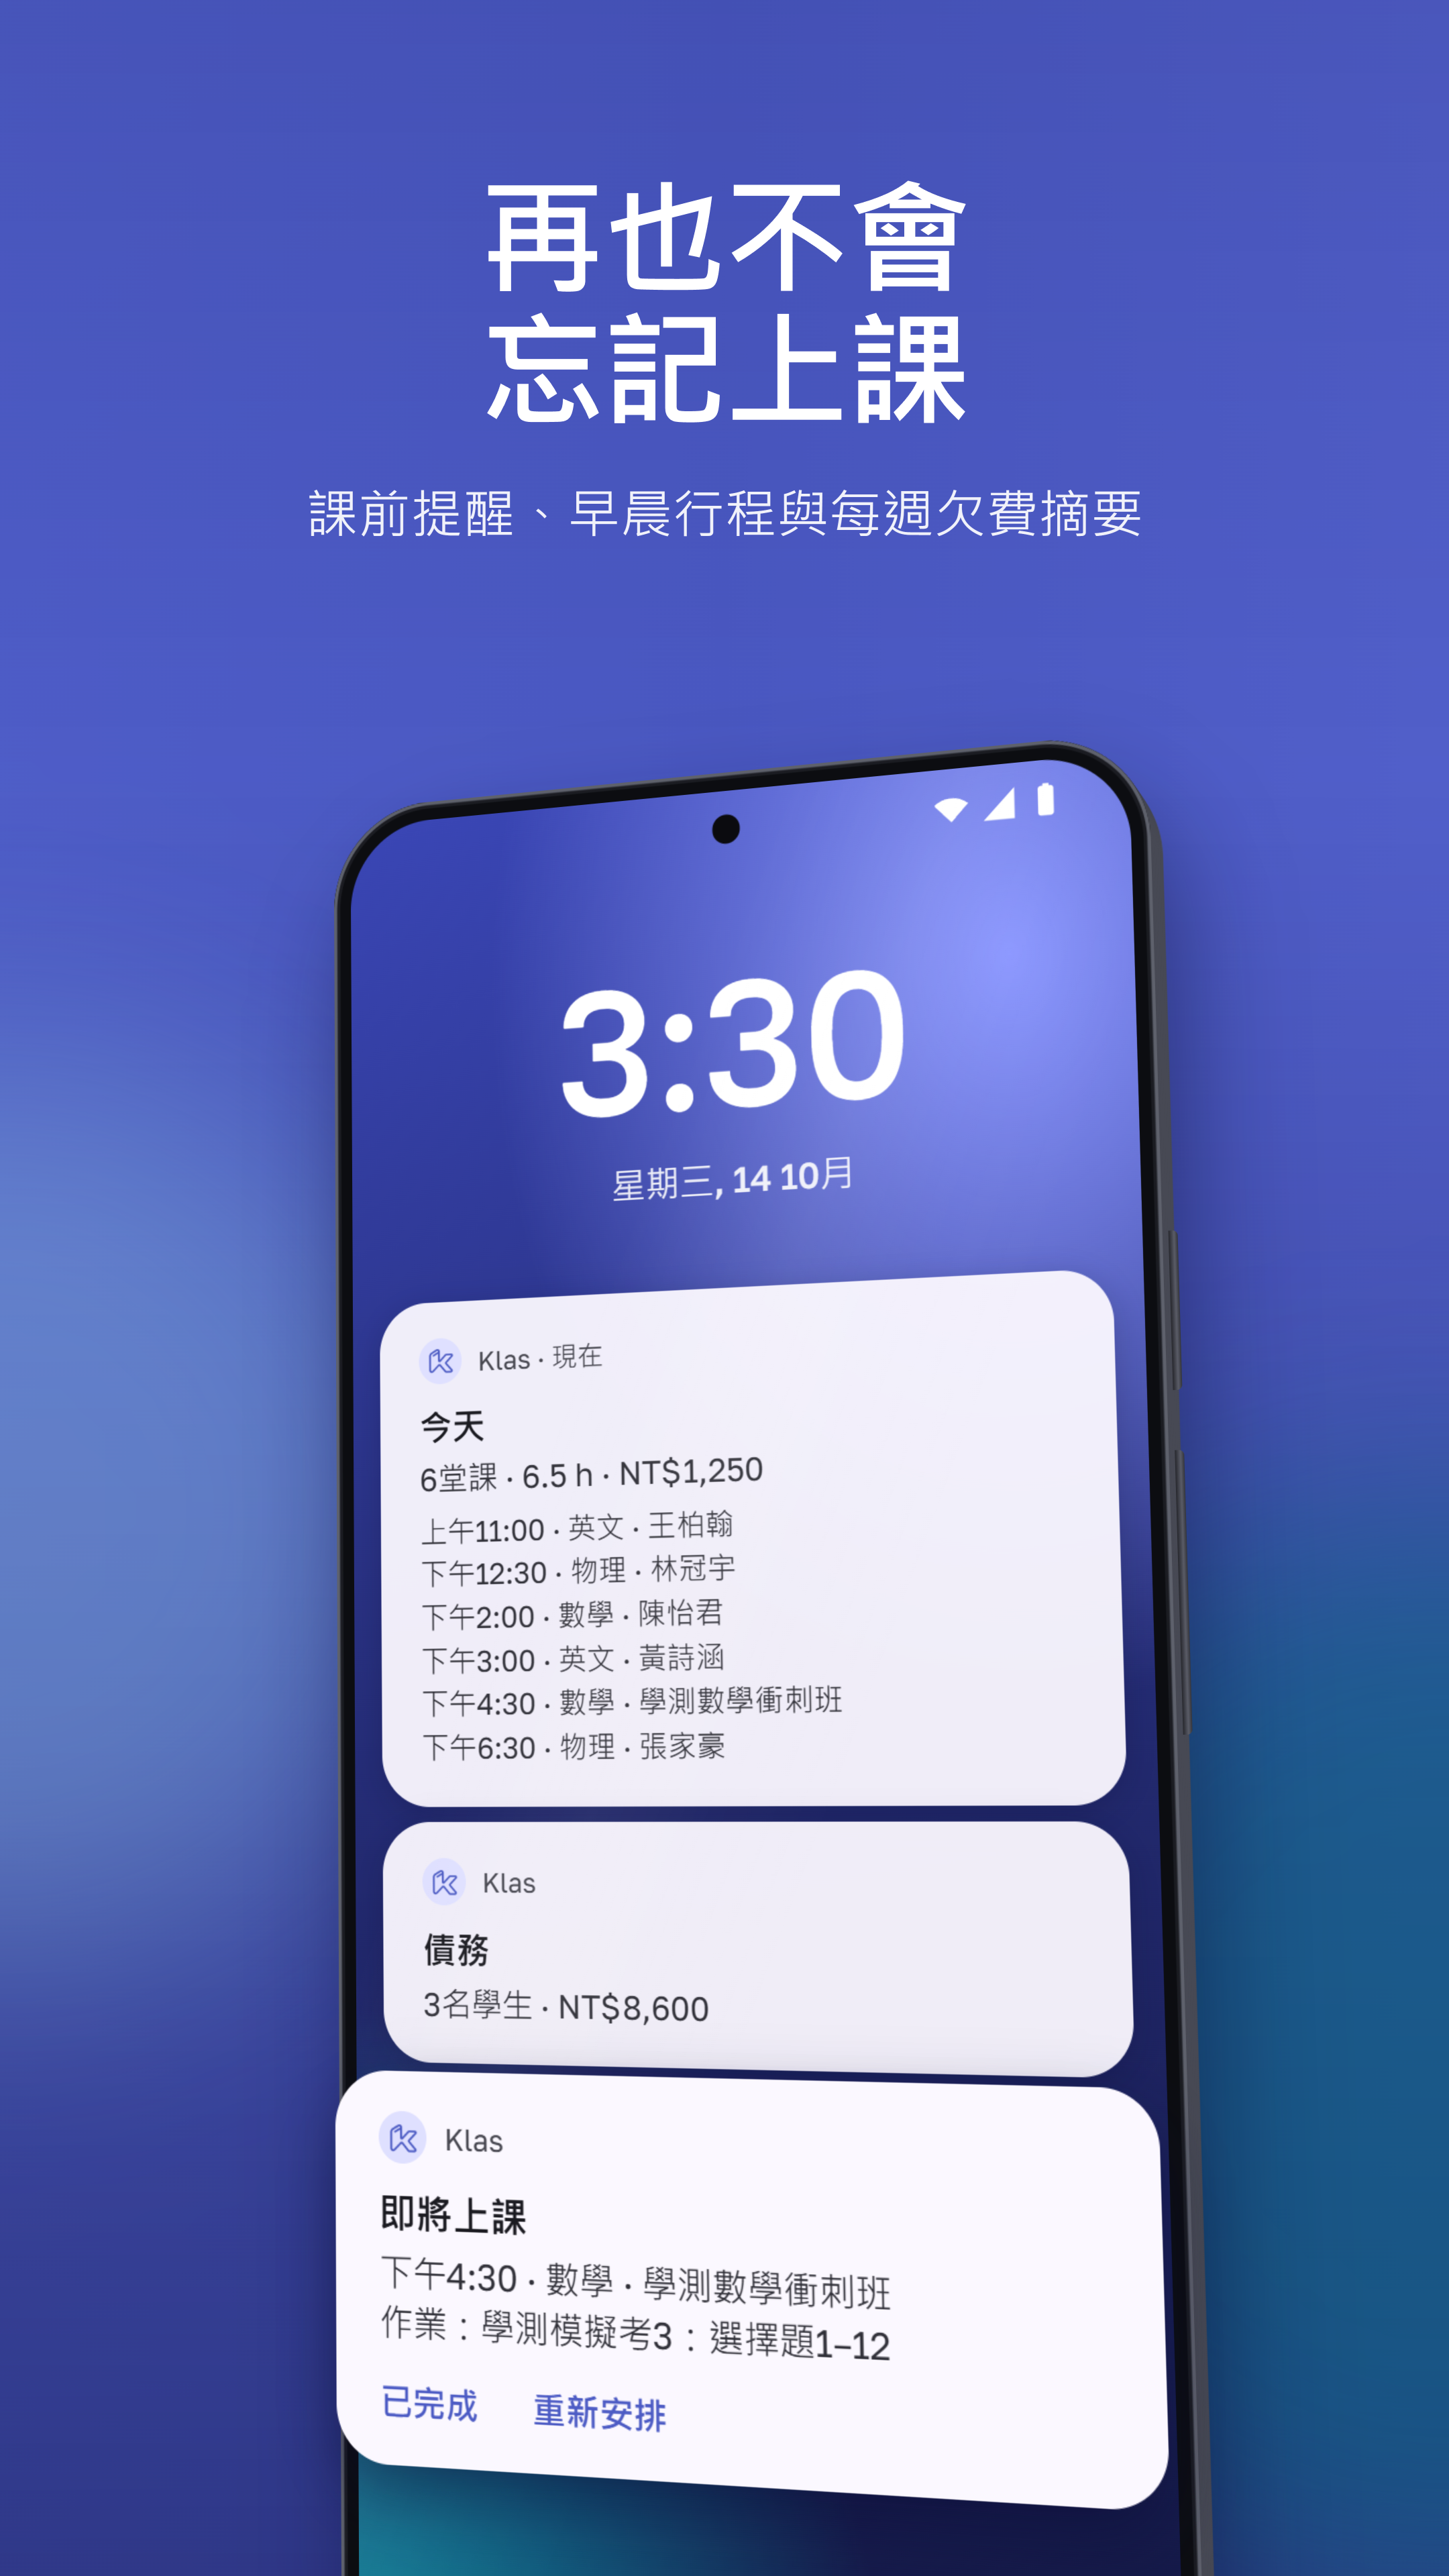 再也不會
忘記上課
課前提醒、早晨行程與每週欠費摘要
3:30
星期三, 14 10月
Klas · 現在
今天
6堂課 · 6.5 h · NT$1,250
上午11:00 · 英文 · 王柏翰
下午12:30 · 物理 · 林冠宇
下午2:00 · 數學 · 陳怡君
下午3:00 · 英文 · 黃詩涵
下午4:30 · 數學 · 學測數學衝刺班
下午6:30 · 物理 · 張家豪
Klas
債務
3名學生 · NT$8,600
Klas
即將上課
下午4:30 · 數學 · 學測數學衝刺班
作業：學測模擬考3：選擇題1–12
已完成 重新安排